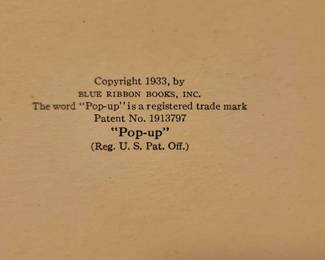 Copyright 1933, by
BLUE RIBBON BOOKS, INC.
The word "Pop-up" is a registered trade mark
Patent No. 1913797
"Pop-up"
(Reg. U. S. Pat. Off.)